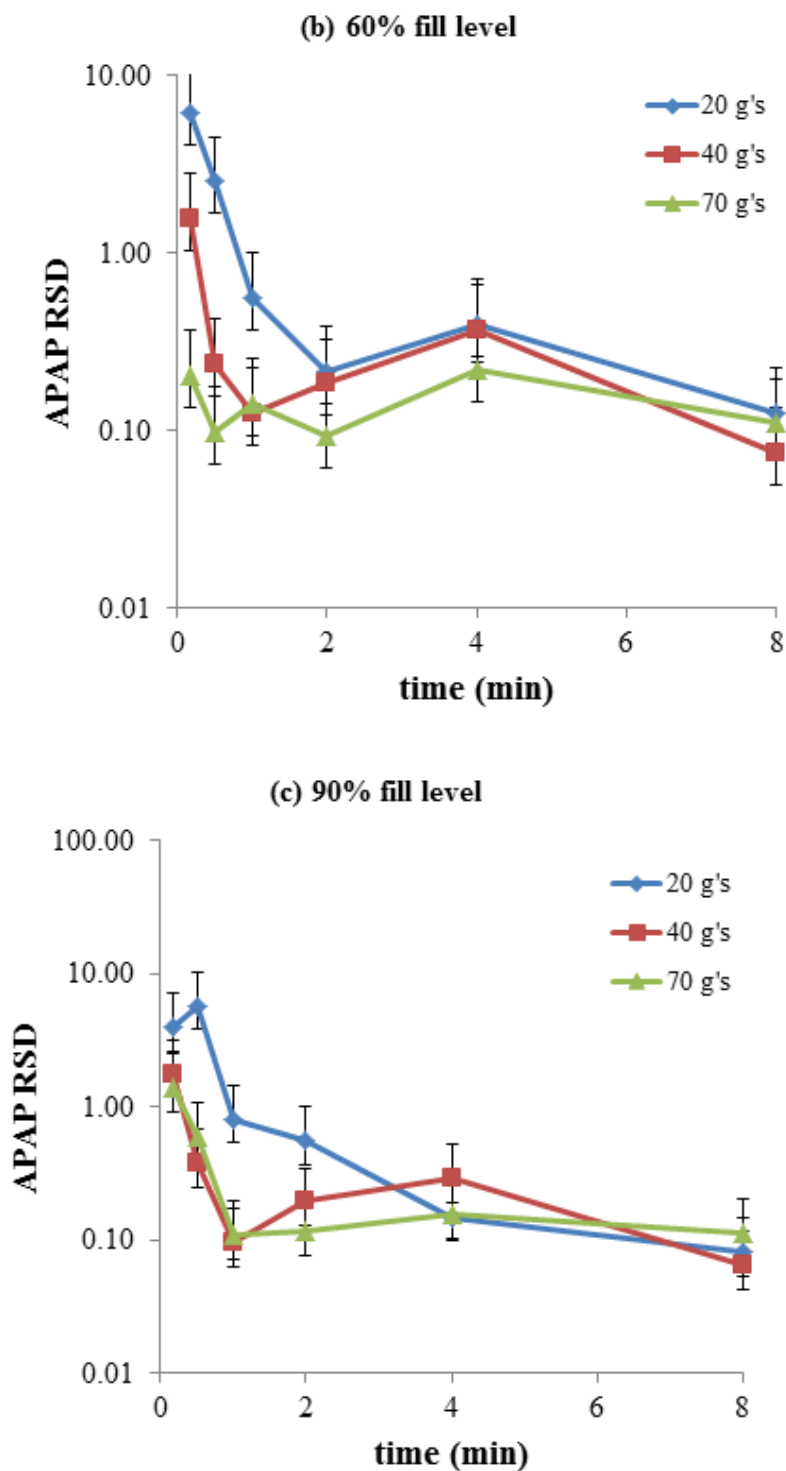 (b) 60% fill level
10.00
1.00
0.10
0.01
APAP RSD
20 g's
40 g's
70 g's
0
2
4
6
8
time (min)
(c) 90% fill level
100.00
10.00
1.00
0.10
0.01
APAP RSD
20 g's
40 g's
70 g's
0
2
4
6
8
time (min)